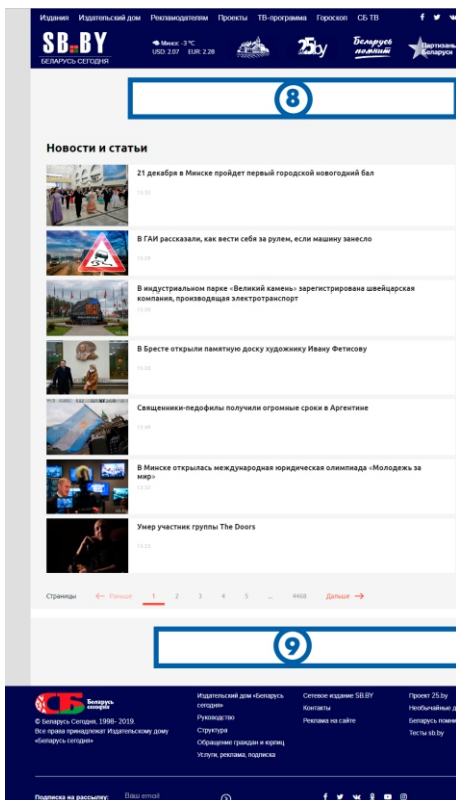 Издания Издательский дом Рекламодателям Проекты ТВ-программа Гороскоп СБ ТВ
SB.BY
БЕЛАРУСЬ СЕГОДНЯ
Минск: -3 °C
USD: 2.07 EUR: 2.28
25by
Беларусь помнит
Партизаны Беларуси
8
Новости и статьи
21 декабря в Минске пройдет первый городской новогодний бал
В ГАИ рассказали, как вести себя за рулем, если машину занесло
В индустриальном парке «Великий камень» зарегистрирована швейцарская
компания, производящая электротранспорт
В Бресте открыли памятную доску художнику Ивану Фетисову
Священники-педофилы получили огромные сроки в Аргентине
В Минске открылась международная юридическая олимпиада «Молодежь за
мир»
Умер участник группы The Doors
Страницы ← Раньше 1 2 3 4 5 ... 4468 Дальше →
9
СБ Беларусь сегодня
© Беларусь Сегодня, 1998- 2019.
Все права принадлежат Издательскому дому
«Беларусь сегодня»
Издательский дом «Беларусь
сегодня»
Руководство
Структура
Обращение граждан и юрлиц
Услуги, реклама, подписка
Сетевое издание SB.BY
Контакты
Реклама на сайте
Проект 25.by
Необычайные
Беларусь
Тесты sb.by
Подписка на рассылку: Ваш email